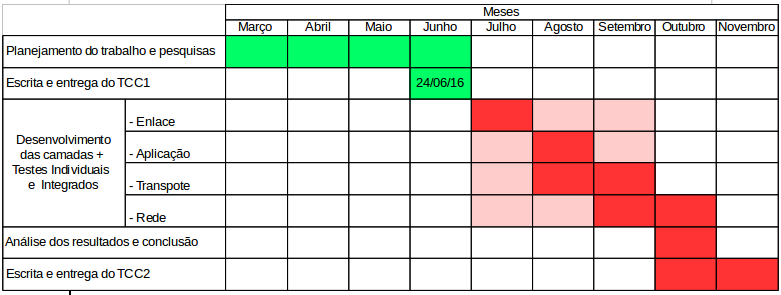 Meses
Março Abril Maio Junho Julho Agosto Setembro Outubro Novembro
Planejamento do trabalho e pesquisas
Escrita e entrega do TCC1 24/06/16
Desenvolvimento
das camadas +
Testes Individuais
e Integrados
- Enlace
- Aplicação
- Transpote
- Rede
Análise dos resultados e conclusão
Escrita e entrega do TCC2